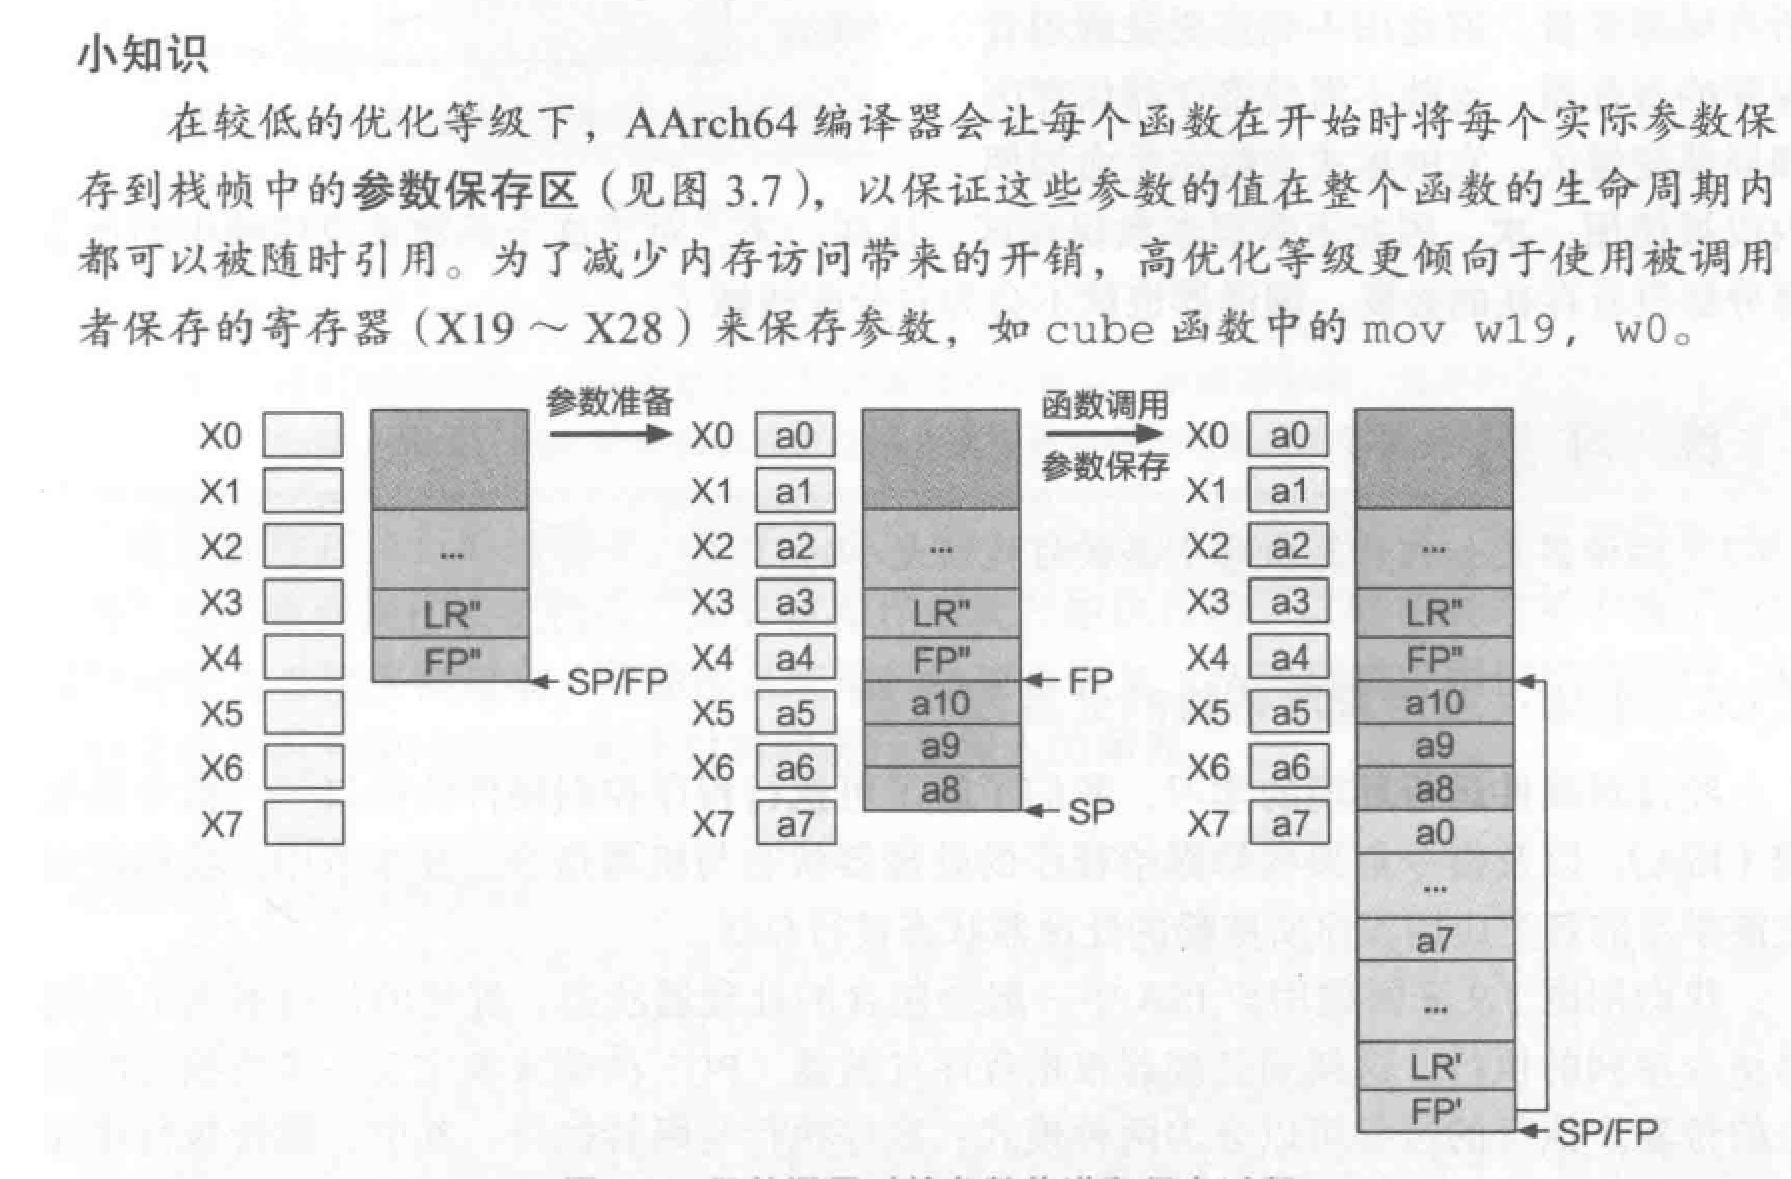 小知识
在较低的优化等级下，AArch64 编译器会让每个函数在开始时将每个实际参数保
存到栈帧中的参数保存区（见图 3.7），以保证这些参数的值在整个函数的生命周期内
都可以被随时引用。为了减少内存访问带来的开销，高优化等级更倾向于使用被调用
者保存的寄存器（X19 ～ X28）来保存参数，如 cube 函数中的 mov w19, w0。
X0
X1
X2
X3
X4
X5
X6
X7
...
LR"
FP"
SP/FP
参数准备
X0 a0
X1 a1
X2 a2
X3 a3
X4 a4
X5 a5
X6 a6
X7 a7
...
LR"
FP"
a10
a9
a8
FP
SP
函数调用
参数保存
X0 a0
X1 a1
X2 a2
X3 a3
X4 a4
X5 a5
X6 a6
X7 a7
...
LR"
FP"
a10
a9
a8
a0
...
a7
...
LR'
FP'
SP/FP